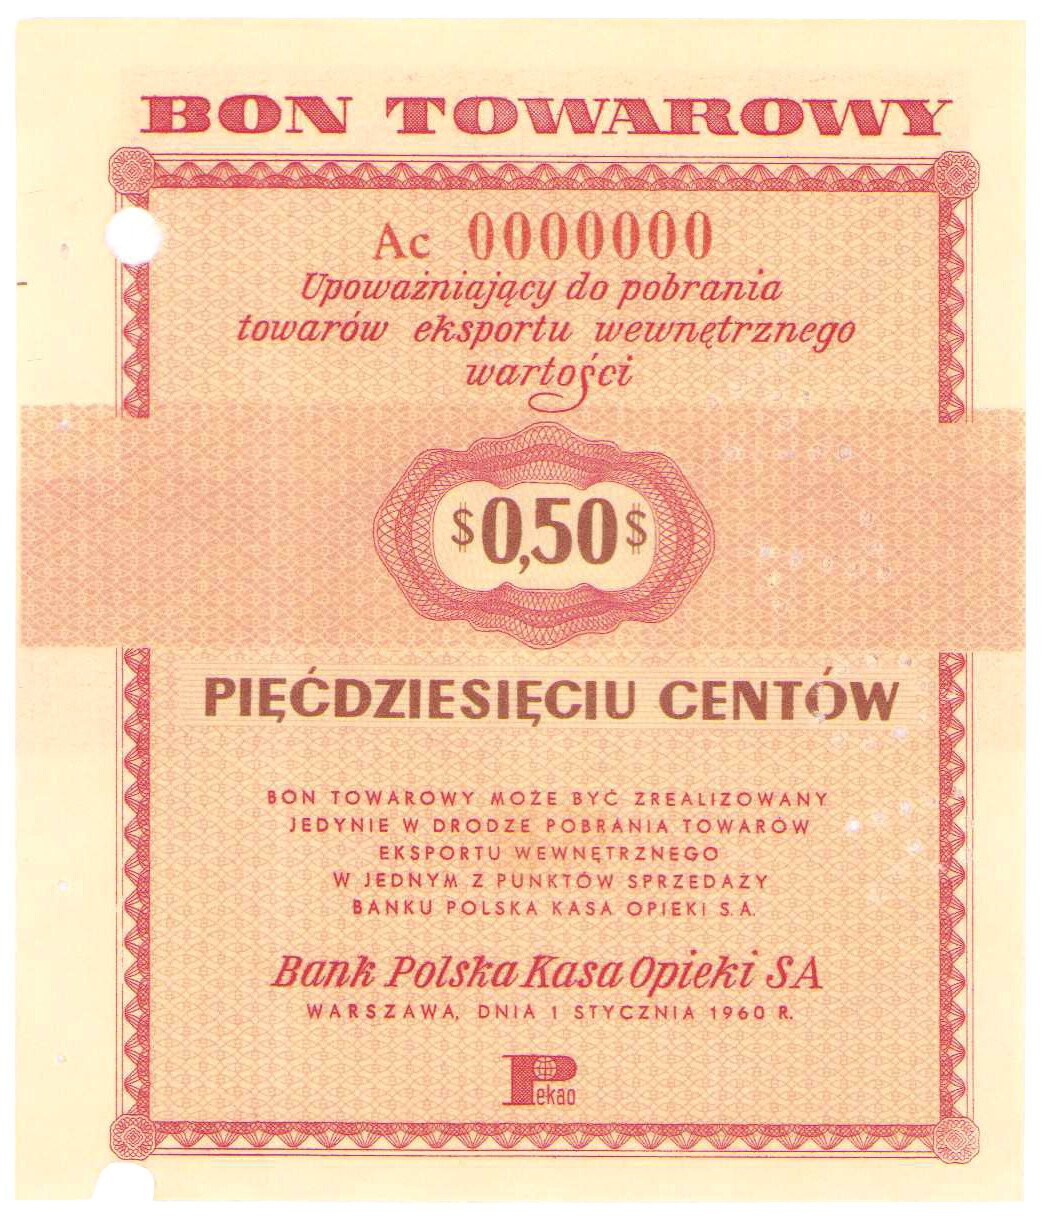 BON TOWAROWY
Ac 0000000
Upoważniający do pobrania
towarów eksportu wewnętrznego
wartości
$0,50$
PIĘĆDZIESIĘCIU CENTÓW
BON TOWAROWY MOŻE BYĆ ZREALIZOWANY
JEDYNIE W DRODZE POBRANIA TOWARÓW
EKSPORTU WEWNĘTRZNEGO
W JEDNYM Z PUNKTÓW SPRZEDAŻY
BANKU POLSKA KASA OPIEKI S.A.
Bank Polska Kasa Opieki SA
WARSZAWA, DNIA 1 STYCZNIA 1960 R.
Pekao